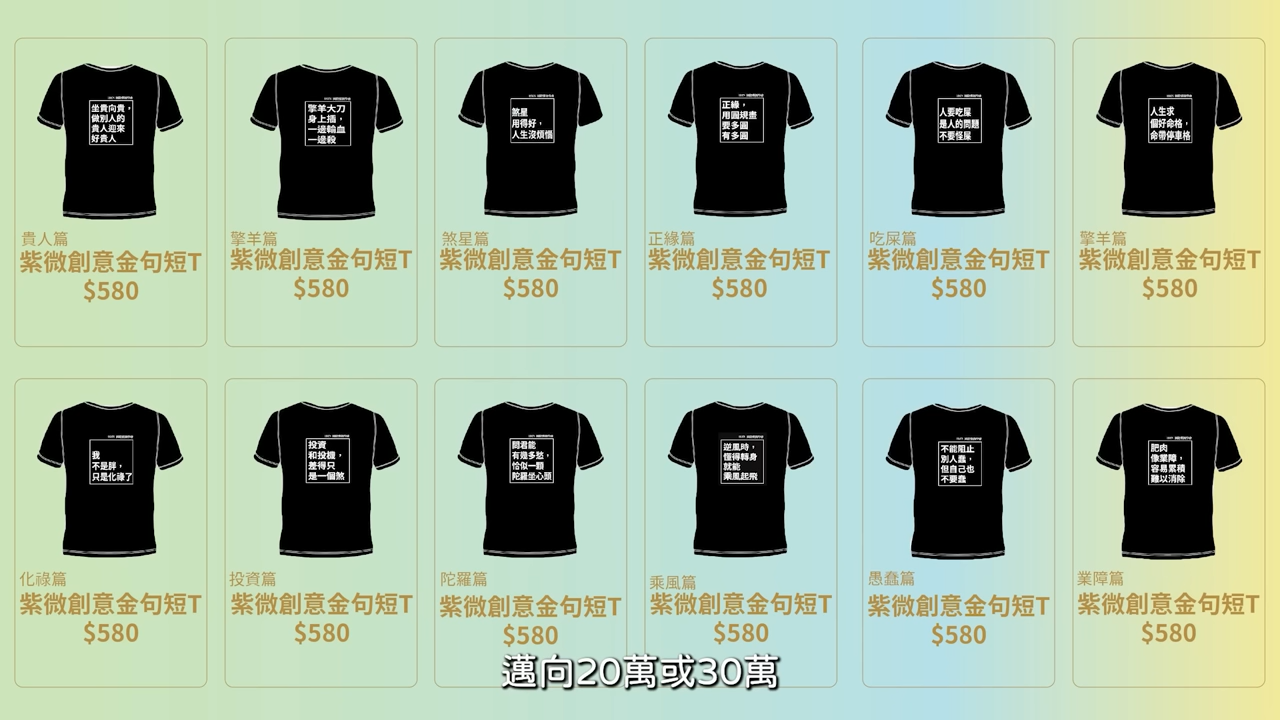 坐貴向貴，
做別人的
貴人迎來
好貴人
貴人篇
紫微創意金句短T
$580
擎羊大刀
身上插，
一邊輸血
一邊殺
擎羊篇
紫微創意金句短T
$580
煞星
用得好，
人生沒煩惱
煞星篇
紫微創意金句短T
$580
正緣，
用圓規畫
要多圓
有多圓
正緣篇
紫微創意金句短T
$580
人要吃屎
是人的問題
不要怪屎
吃屎篇
紫微創意金句短T
$580
人生求
個好命格，
命帶停車格
擎羊篇
紫微創意金句短T
$580
我
不是胖，
只是化祿了
化祿篇
紫微創意金句短T
$580
投資
和投機，
差得只
是一個煞
投資篇
紫微創意金句短T
$580
問君能
有幾多愁，
恰似一顆
陀羅坐心頭
陀羅篇
紫微創意金句短T
$580
逆風時，
懂得轉身
就能
乘風起飛
乘風篇
紫微創意金句短T
$580
不能阻止
別人蠢，
但自己也
不要蠢
愚蠢篇
紫微創意金句短T
$580
肥肉
像業障，
容易累積
難以消除
業障篇
紫微創意金句短T
$580
邁向20萬或30萬